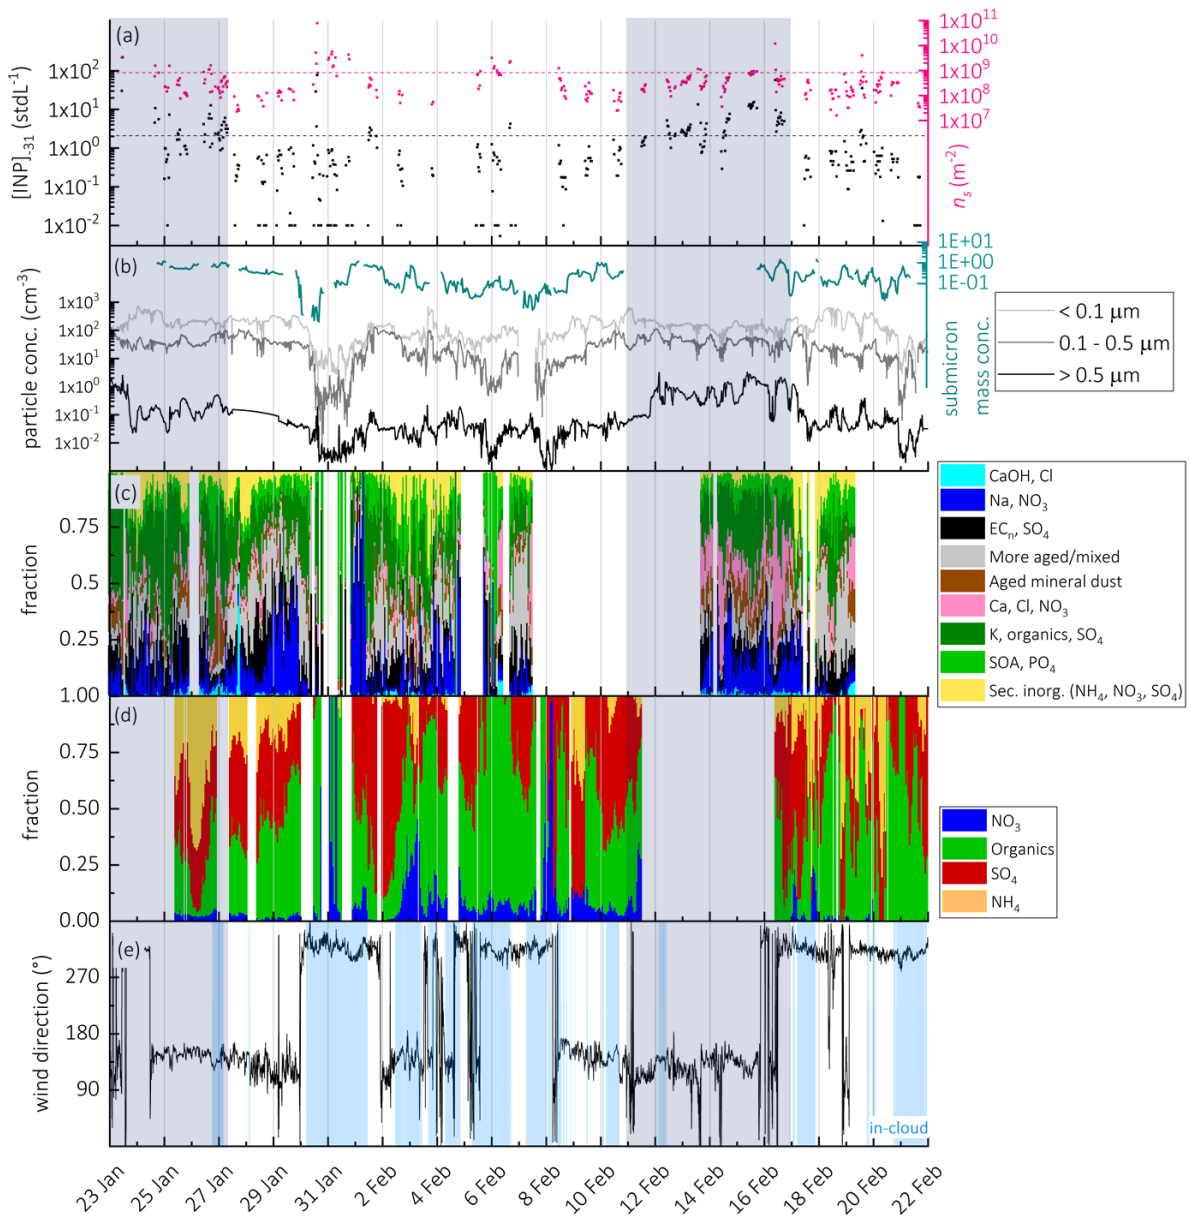 (a)
[INP]-31 (stdL-1)
1x10²
1x10¹
1x10⁰
1x10⁻¹
1x10⁻²
1x10¹¹
1x10¹⁰
1x10⁹
1x10⁸
1x10⁷
nₛ (m⁻²)
(b)
particle conc. (cm⁻³)
1x10³
1x10²
1x10¹
1x10⁰
1x10⁻¹
1x10⁻²
1E+01
1E+00
1E-01
submicron
mass conc.
< 0.1 µm
0.1 - 0.5 µm
> 0.5 µm
(c)
fraction
0.75
0.5
0.25
1.00
CaOH, Cl
Na, NO₃
ECₙ, SO₄
More aged/mixed
Aged mineral dust
Ca, Cl, NO₃
K, organics, SO₄
SOA, PO₄
Sec. inorg. (NH₄, NO₃, SO₄)
(d)
fraction
1.00
0.75
0.50
0.25
0.00
NO₃
Organics
SO₄
NH₄
(e)
wind direction (°)
270
180
90
in-cloud
23 Jan
25 Jan
27 Jan
29 Jan
31 Jan
2 Feb
4 Feb
6 Feb
8 Feb
10 Feb
12 Feb
14 Feb
16 Feb
18 Feb
20 Feb
22 Feb